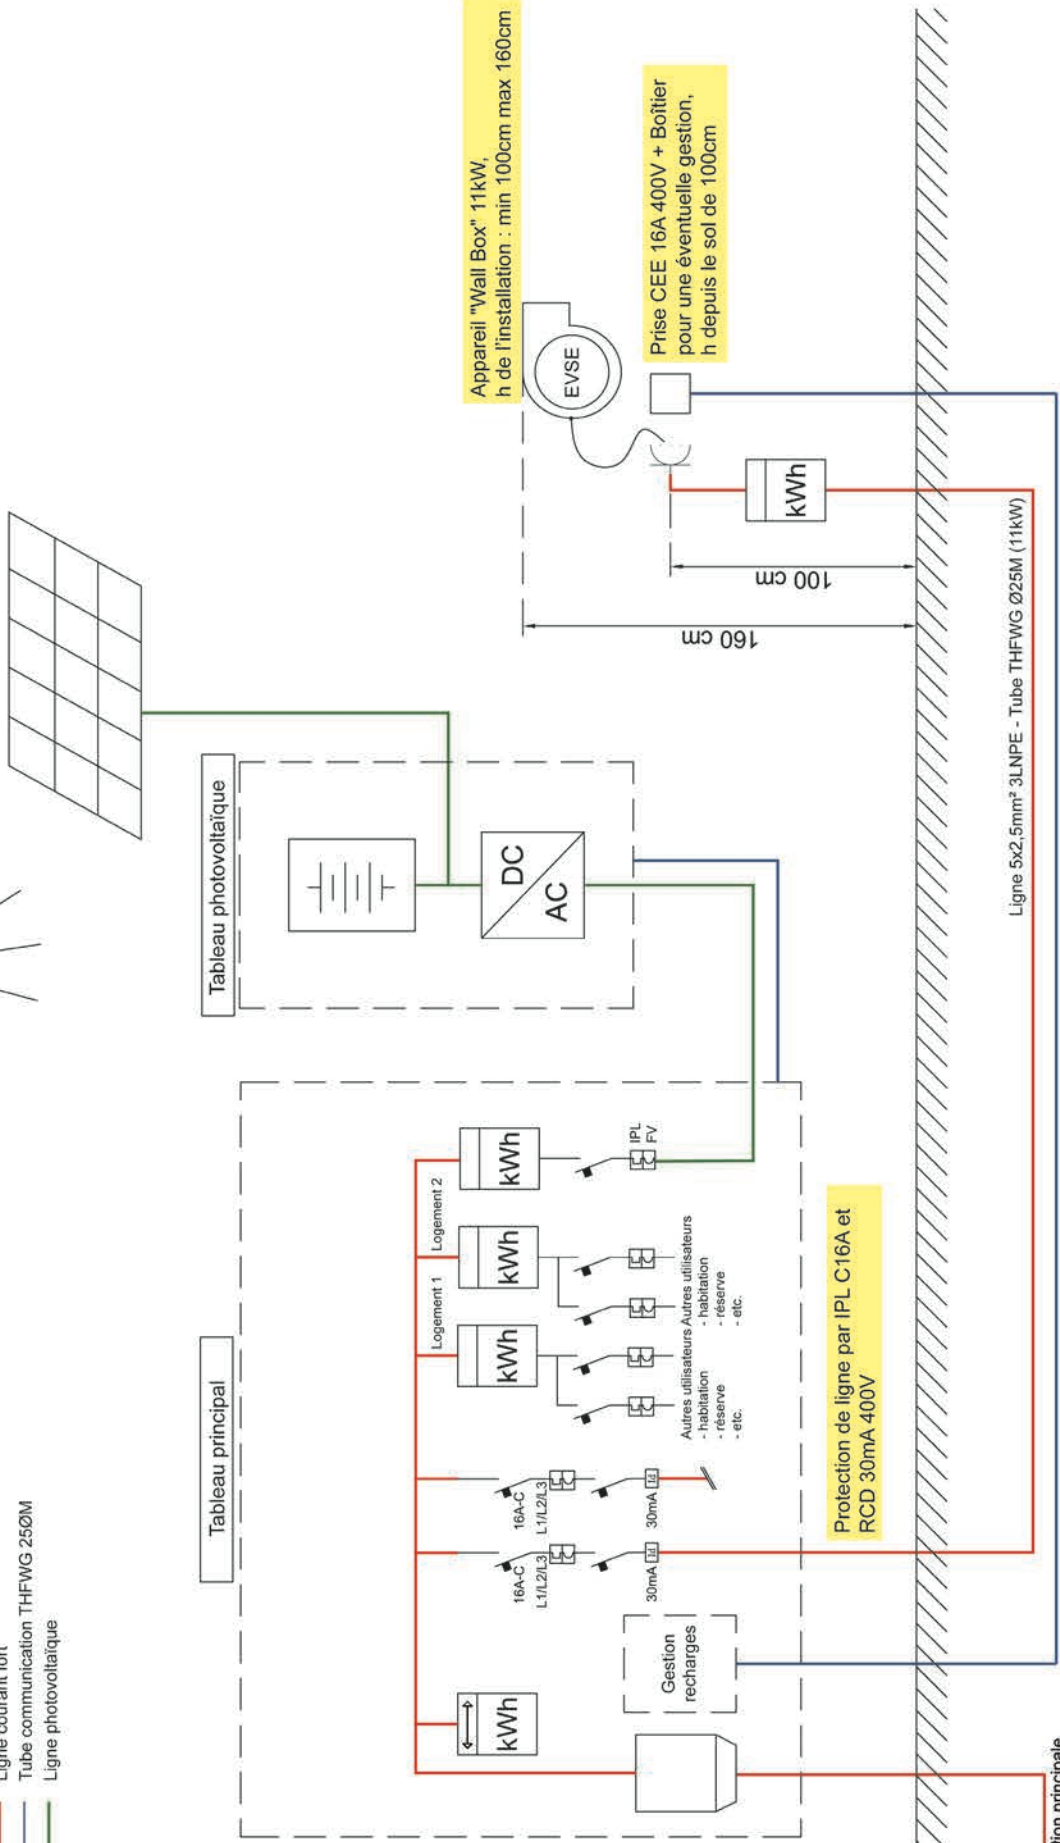 Ligne courant fort
Tube communication THFWG 25ØM
Ligne photovoltaïque
Tableau principal
Tableau photovoltaïque
Appareil "Wall Box" 11kW,
h de l'installation : min 100cm max 160cm
EVSE
Prise CEE 16A 400V + Boîtier
pour une éventuelle gestion,
h depuis le sol de 100cm
160 cm
100 cm
kWh
DC
AC
kWh
Logement 1
kWh
Logement 2
kWh
kWh
16A-C
L1/L2/L3
16A-C
L1/L2/L3
30mA
Id
30mA
Id
IPL
FV
Autres utilisateurs
- habitation
- réserve
- etc.
Autres utilisateurs
- habitation
- réserve
- etc.
Gestion
recharges
Protection de ligne par IPL C16A et
RCD 30mA 400V
Ligne 5x2,5mm² 3LNPE - Tube THFWG Ø25M (11kW)
principale